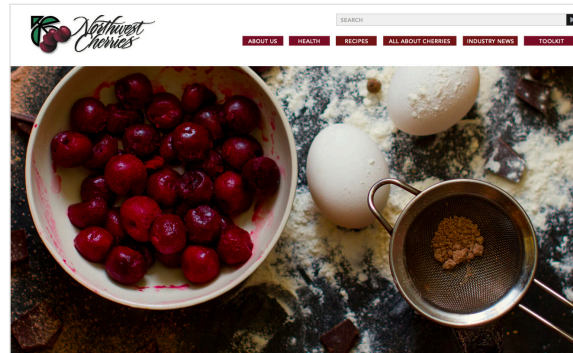 Northwest
Cherries
SEARCH
ABOUT US
HEALTH
RECIPES
ALL ABOUT CHERRIES
INDUSTRY NEWS
TOOLKIT